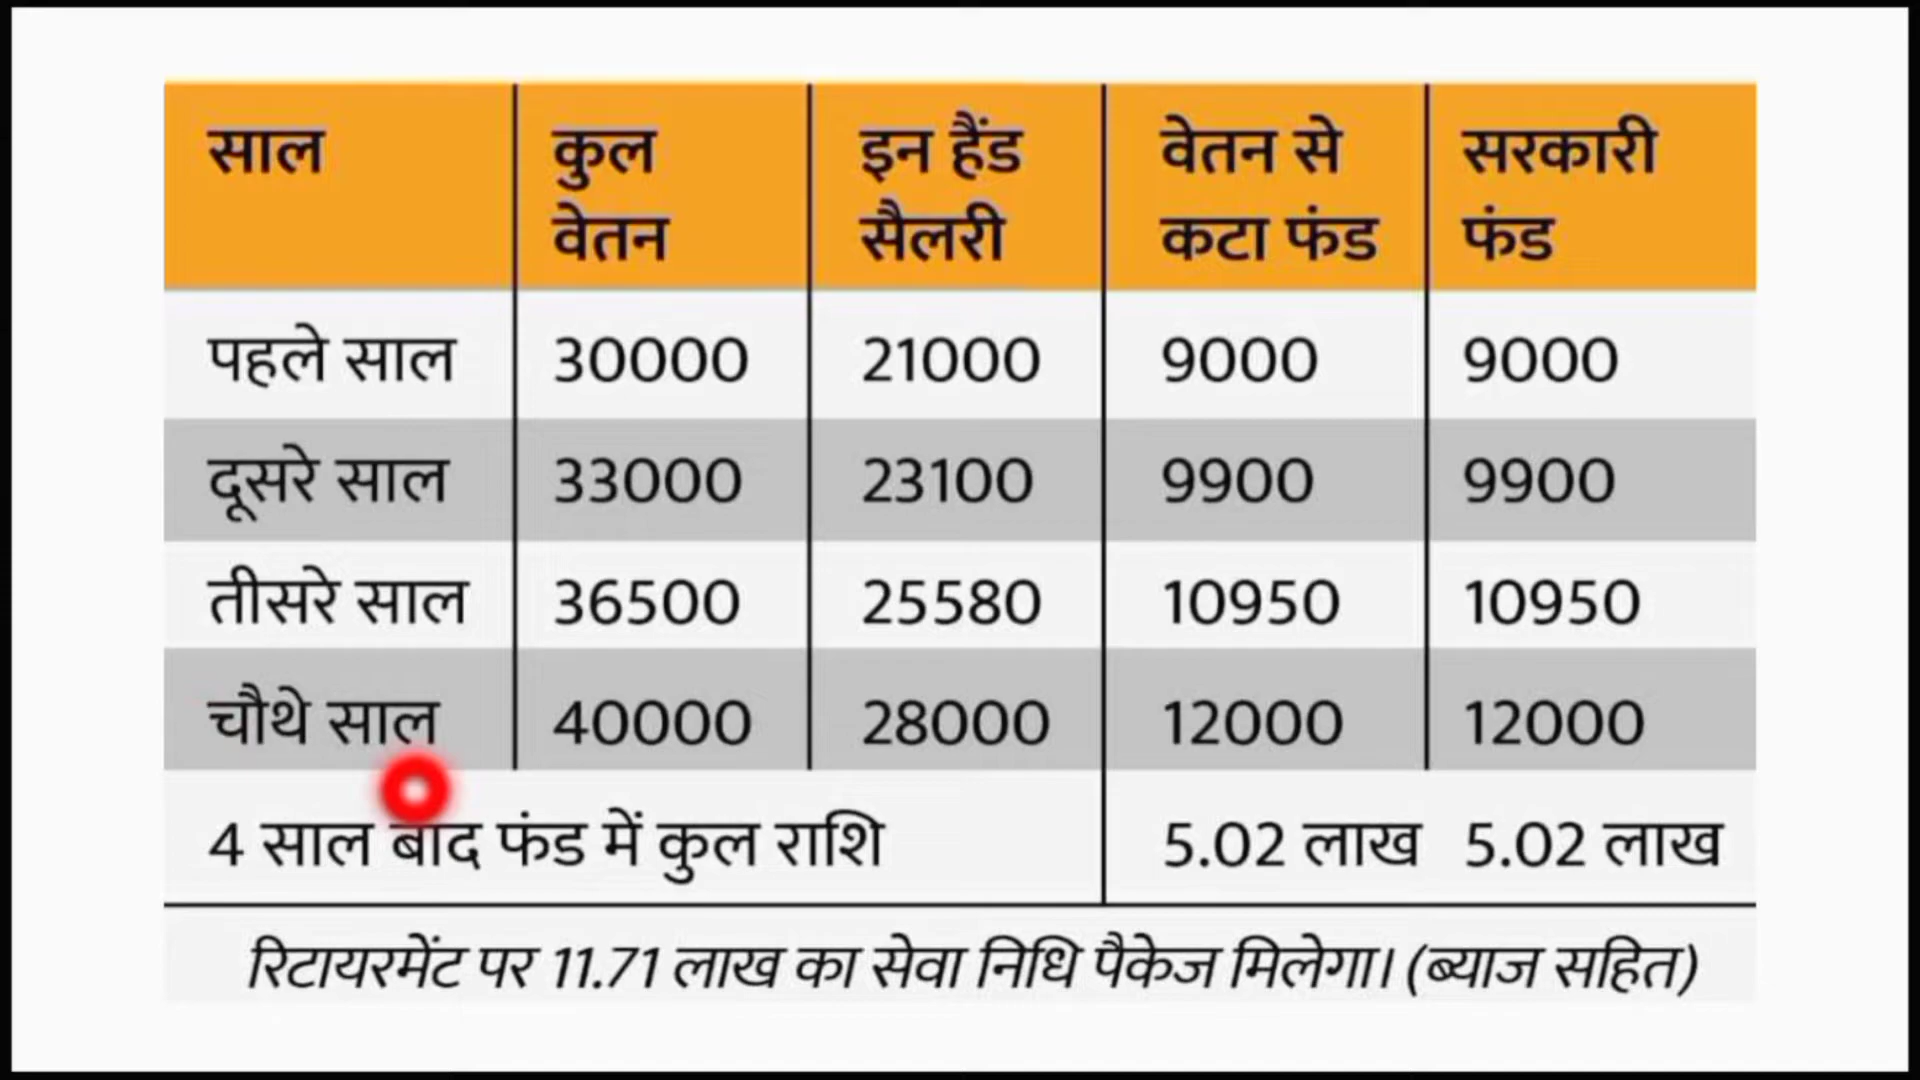 साल कुल वेतन इन हैंड सैलरी वेतन से कटा फंड सरकारी फंड
पहले साल 30000 21000 9000 9000
दूसरे साल 33000 23100 9900 9900
तीसरे साल 36500 25580 10950 10950
चौथे साल 40000 28000 12000 12000
4 साल बाद फंड में कुल राशि 5.02 लाख 5.02 लाख
रिटायरमेंट पर 11.71 लाख का सेवा निधि पैकेज मिलेगा। (ब्याज सहित)